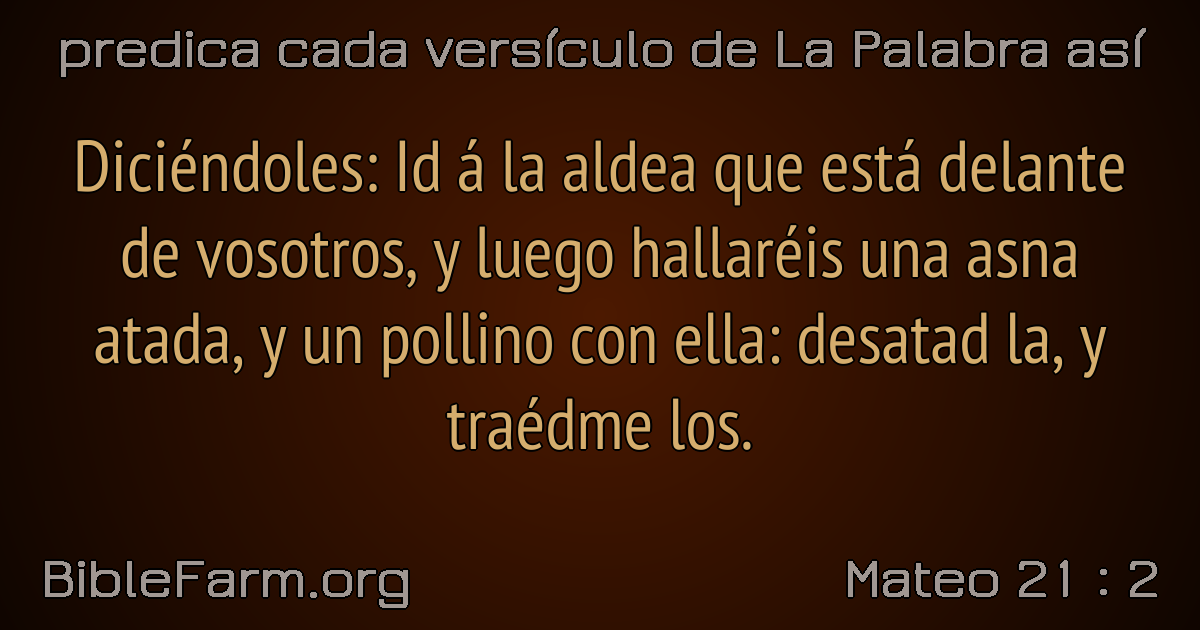 predica cada versículo de La Palabra así
Diciéndoles: Id á la aldea que está delante
de vosotros, y luego hallaréis una asna
atada, y un pollino con ella: desatad la, y
traédme los.
BibleFarm.org
Mateo 21 : 2